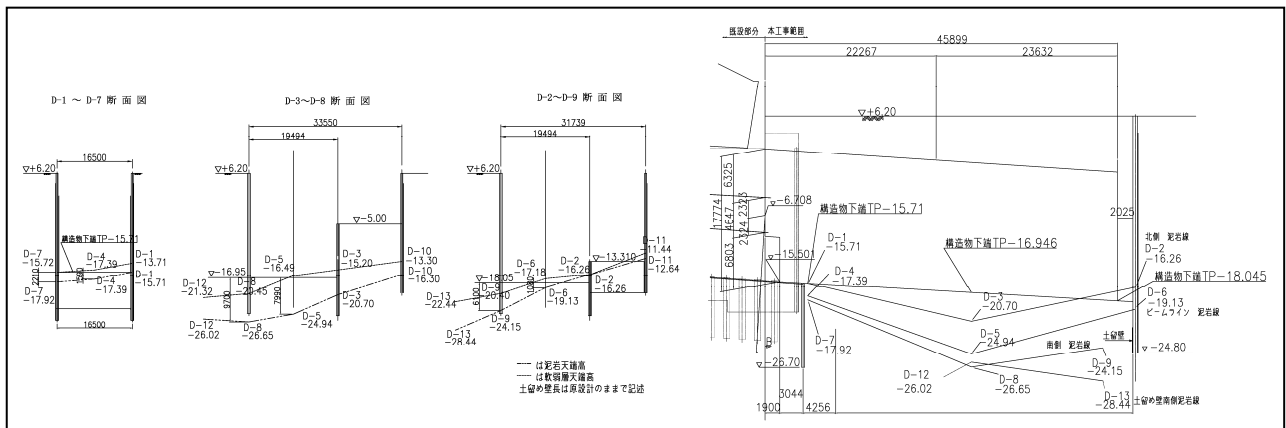 D-1 ～ D-7 断面図
16500
▽+6.20
構造物下端TP-15.71
D-7
-15.72
D-4
-17.39
D-1
-13.71
2210
D-7
-17.92
D-4
-17.39
D-1
-15.71
16500
D-3～D-8 断面図
33550
19494
▽+6.20
▽-5.00
D-5
-16.49
D-3
-15.20
D-10
-13.30
▽-16.95
D-12
-21.32
D-8
-20.45
9700
7990
D-10
-16.30
D-3
-20.70
D-12
-26.02
D-8
-26.65
D-5
-24.94
D-2～D-9 断面図
31739
19494
▽+6.20
D-6
-17.18
D-2
-16.26
▽-13.310
D-11
-11.44
D-11
-12.64
▽-18.05
D-9
-20.40
D-13
-22.44
6100
D-6
-19.13
D-2
-16.26
D-9
-24.15
D-13
-28.44
は泥岩天端高
は軟弱層天端高
土留め壁長は原設計のままで記述
既設部分 本工事範囲
45899
22267
23632
▽+6.20
6325
7774
4647
2323
2324
6803
▽-6.708
▽-15.501
構造物下端TP-15.71
D-1
-15.71
D-4
-17.39
構造物下端TP-16.946
2025
北側 泥岩線
D-2
-16.26
構造物下端TP-18.045
D-6
-19.13
ビームライン 泥岩線
D-3
-20.70
D-5
-24.94
D-7
-17.92
土留壁
▽-24.80
南側 泥岩線
▽-26.70
D-12
-26.02
D-8
-26.65
D-9
-24.15
D-13
-28.44
土留め壁南側泥岩線
3044
1900
4256